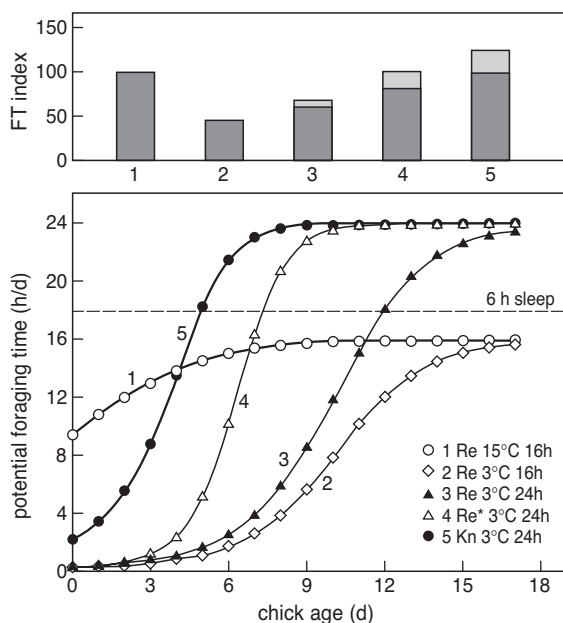 150
100
50
0
FT index
1 2 3 4 5
24
20
16
12
8
4
0
potential foraging time (h/d)
6 h sleep
5
1
4
3
2
1 Re 15°C 16h
2 Re 3°C 16h
3 Re 3°C 24h
4 Re* 3°C 24h
5 Kn 3°C 24h
0 3 6 9 12 15 18
chick age (d)